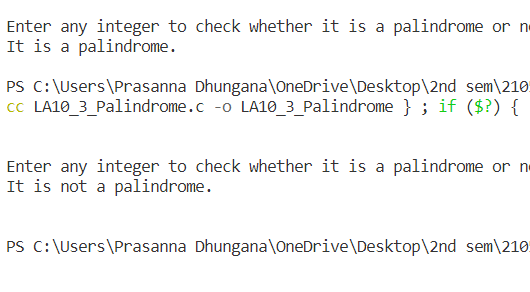 Enter any integer to check whether it is a palindrome or
It is a palindrome.
PS C:\Users\Prasanna Dhungana\OneDrive\Desktop\2nd sem\210
cc LA10_3_Palindrome.c -o LA10_3_Palindrome } ; if ($?) {
Enter any integer to check whether it is a palindrome or
It is not a palindrome.
PS C:\Users\Prasanna Dhungana\OneDrive\Desktop\2nd sem\210